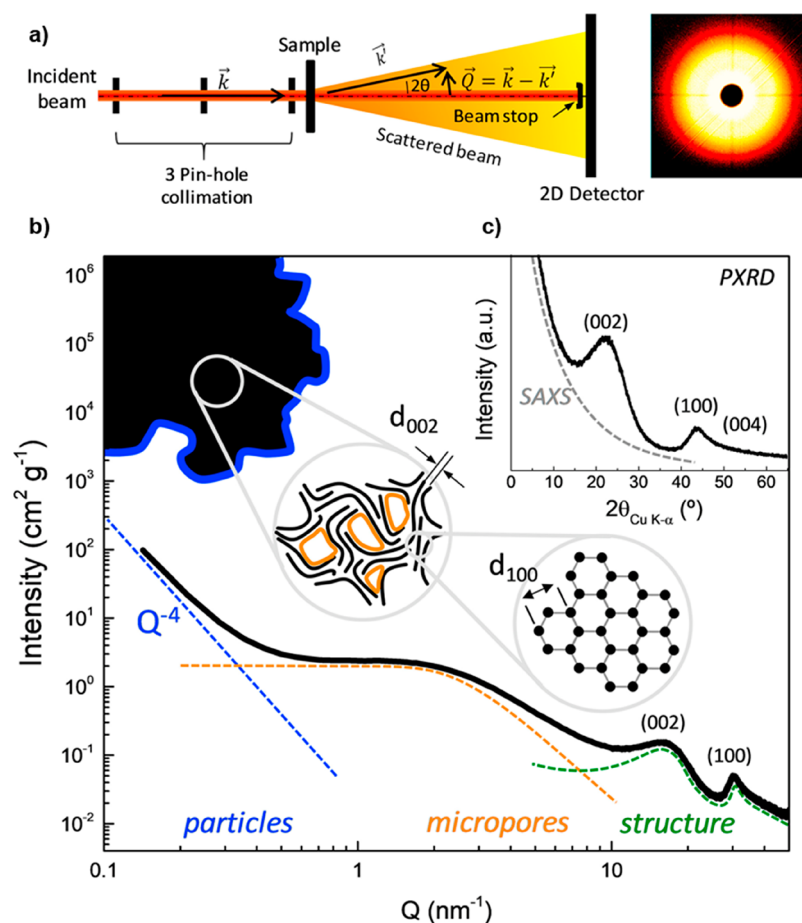 a)
Sample
Incident
beam
k⃗
k⃗'
2θ
Q⃗ = k⃗ − k⃗'
Beam stop
Scattered beam
3 Pin-hole
collimation
2D Detector
b)
c)
10⁶
10⁵
10⁴
10³
10²
10¹
10⁰
10⁻¹
10⁻²
Intensity (cm² g⁻¹)
d₀₀₂
d₁₀₀
Q⁻⁴
(002)
(100)
particles
micropores
structure
0.1
1
10
Q (nm⁻¹)
PXRD
(002)
(100)
(004)
SAXS
Intensity (a.u.)
0 10 20 30 40 50 60
2θCu K-α (º)